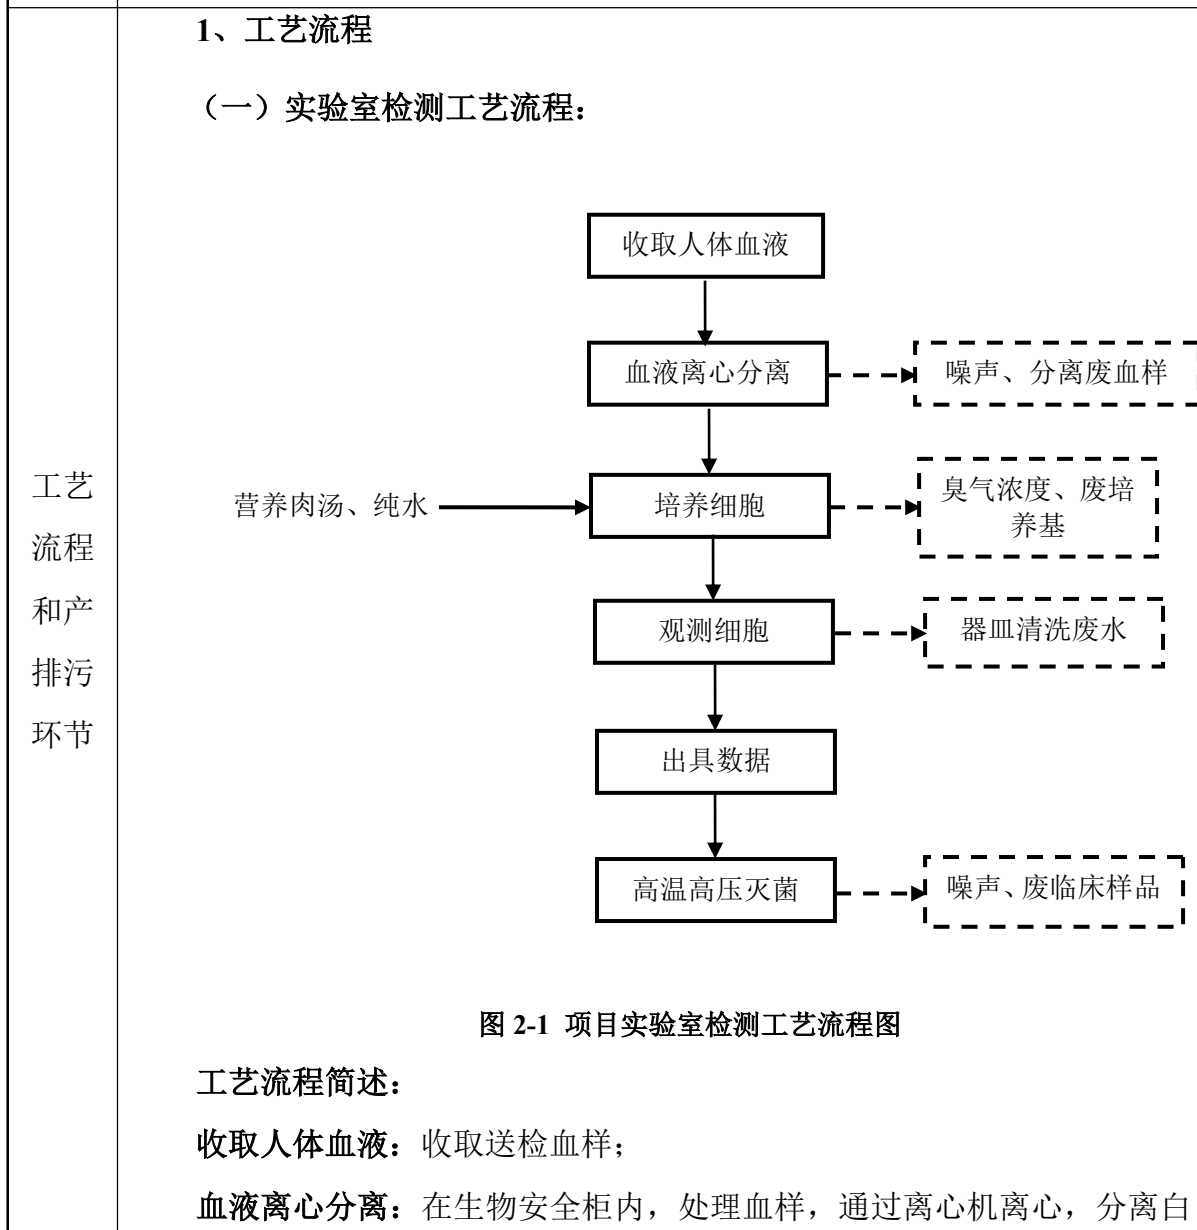 1、工艺流程
（一）实验室检测工艺流程：
收取人体血液
血液离心分离
噪声、分离废血样
营养肉汤、纯水
培养细胞
臭气浓度、废培
养基
观测细胞
器皿清洗废水
出具数据
高温高压灭菌
噪声、废临床样品
工艺
流程
和产
排污
环节
图 2-1 项目实验室检测工艺流程图
工艺流程简述：
收取人体血液：收取送检血样；
血液离心分离：在生物安全柜内，处理血样，通过离心机离心，分离白